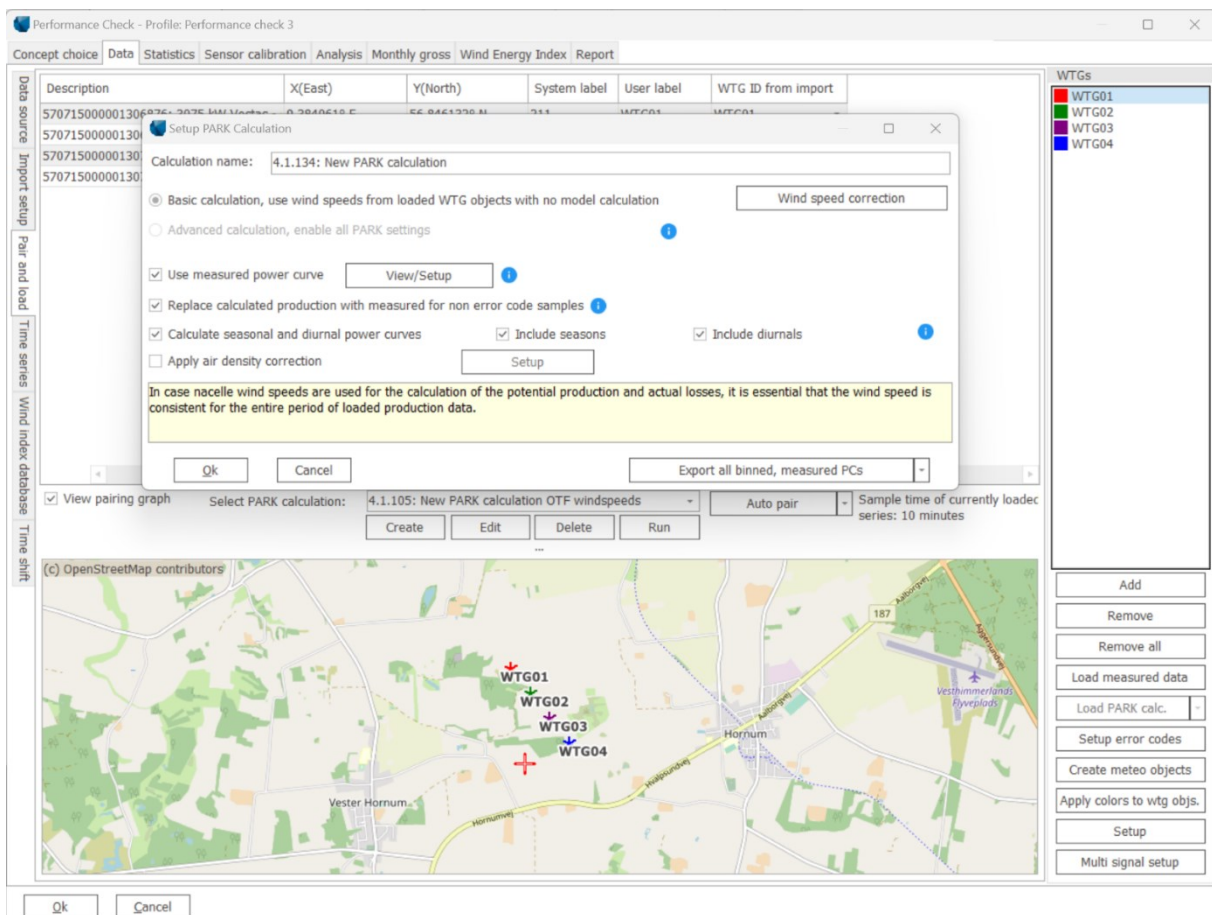 Performance Check - Profile: Performance check 3
Concept choice Data Statistics Sensor calibration Analysis Monthly gross Wind Energy Index Report
Data source
Import setup
Pair and load
Time series
Wind index database
Time shift
Description X(East) Y(North) System label User label WTG ID from import
Setup PARK Calculation
Calculation name: 4.1.134: New PARK calculation
Basic calculation, use wind speeds from loaded WTG objects with no model calculation Wind speed correction
Advanced calculation, enable all PARK settings
Use measured power curve View/Setup
Replace calculated production with measured for non error code samples
Calculate seasonal and diurnal power curves Include seasons Include diurnals
Apply air density correction Setup
In case nacelle wind speeds are used for the calculation of the potential production and actual losses, it is essential that the wind speed is
consistent for the entire period of loaded production data.
Ok Cancel Export all binned, measured PCs
View pairing graph Select PARK calculation: 4.1.105: New PARK calculation OTF windspeeds Auto pair Sample time of currently loaded
series: 10 minutes
Create Edit Delete Run
...
(c) OpenStreetMap contributors
187
Aalborgvej
Aggersundvej
WTG01
WTG02
WTG03
WTG04
Vesthimmerlands
Flyveplads
Aalborgvej
Hornum
Hvalpsundvej
Vester Hornum
Hornumvej
WTGs
WTG01
WTG02
WTG03
WTG04
Add
Remove
Remove all
Load measured data
Load PARK calc.
Setup error codes
Create meteo objects
Apply colors to wtg objs.
Setup
Multi signal setup
Ok Cancel